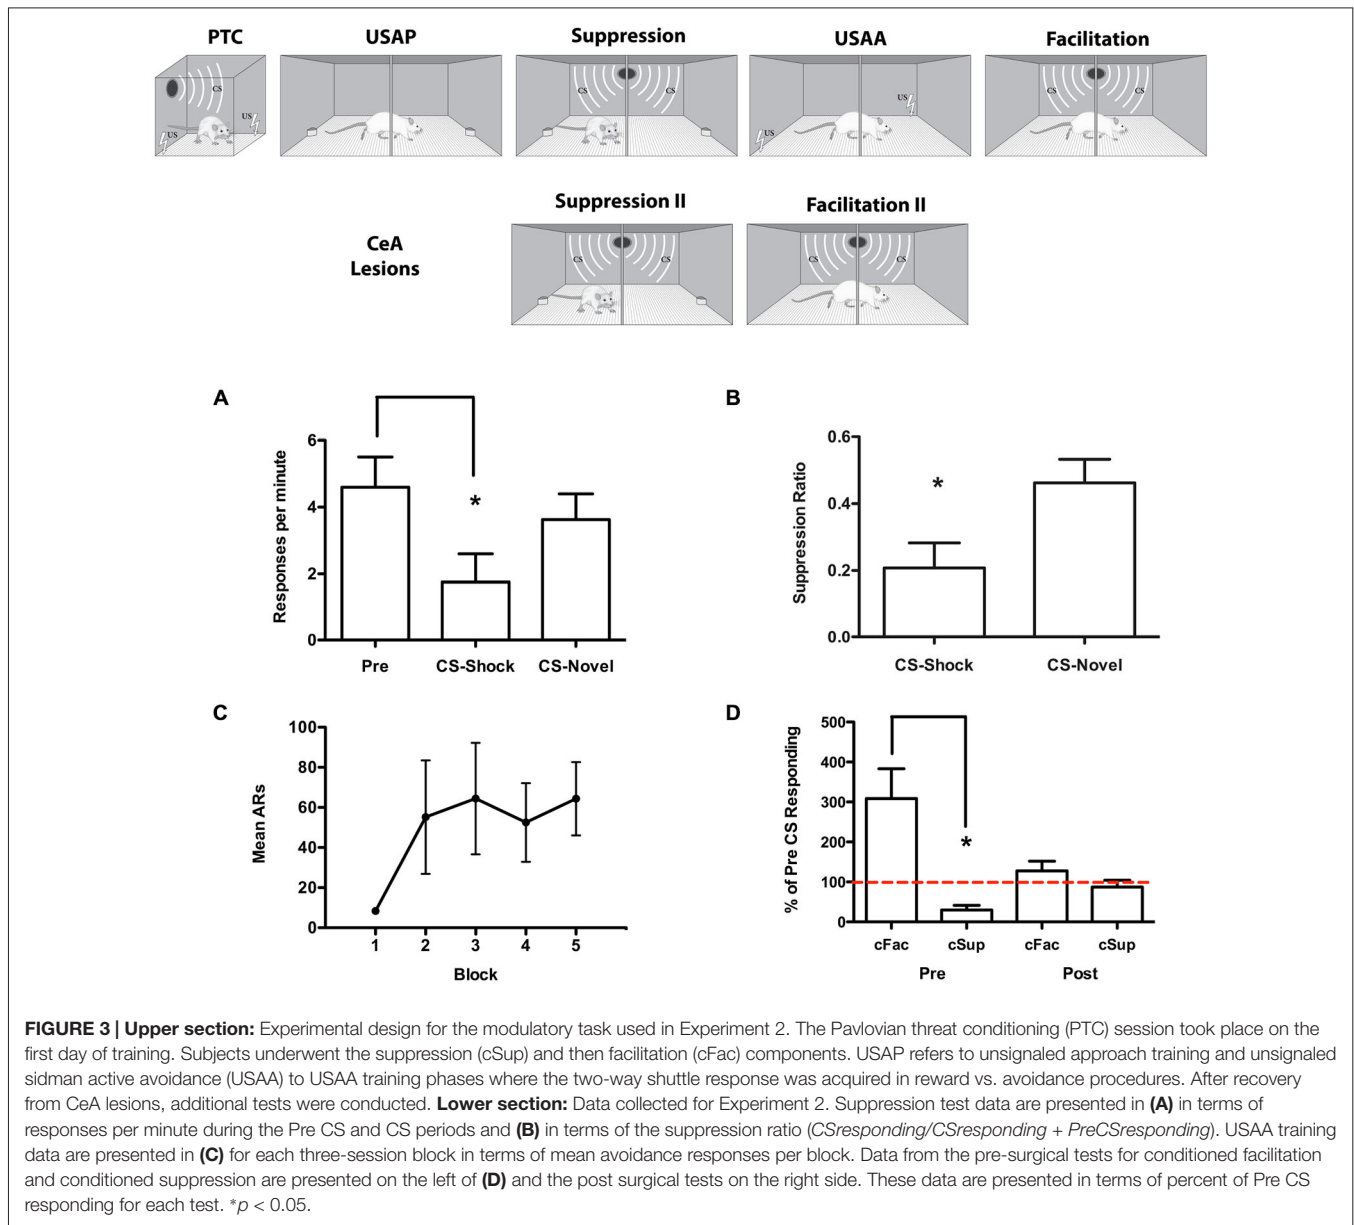 PTC USAP Suppression USAA Facilitation
CS CS CS US CS CS
US US US
Suppression II Facilitation II
CeA
Lesions
CS CS CS CS
A
Responses per minute
6
4
2
0
*
Pre CS-Shock CS-Novel
B
Suppression Ratio
0.6
0.4
0.2
0.0
*
CS-Shock CS-Novel
C
Mean ARs
100
80
60
40
20
0
1 2 3 4 5
Block
D
% of Pre CS Responding
500
400
300
200
100
0
*
cFac cSup cFac cSup
Pre Post
FIGURE 3 | Upper section: Experimental design for the modulatory task used in Experiment 2. The Pavlovian threat conditioning (PTC) session took place on the
first day of training. Subjects underwent the suppression (cSup) and then facilitation (cFac) components. USAP refers to unsignaled approach training and unsignaled
sidman active avoidance (USAA) to USAA training phases where the two-way shuttle response was acquired in reward vs. avoidance procedures. After recovery
from CeA lesions, additional tests were conducted. Lower section: Data collected for Experiment 2. Suppression test data are presented in (A) in terms of
responses per minute during the Pre CS and CS periods and (B) in terms of the suppression ratio (CSresponding/CSresponding + PreCSresponding). USAA training
data are presented in (C) for each three-session block in terms of mean avoidance responses per block. Data from the pre-surgical tests for conditioned facilitation
and conditioned suppression are presented on the left of (D) and the post surgical tests on the right side. These data are presented in terms of percent of Pre CS
responding for each test. *p < 0.05.